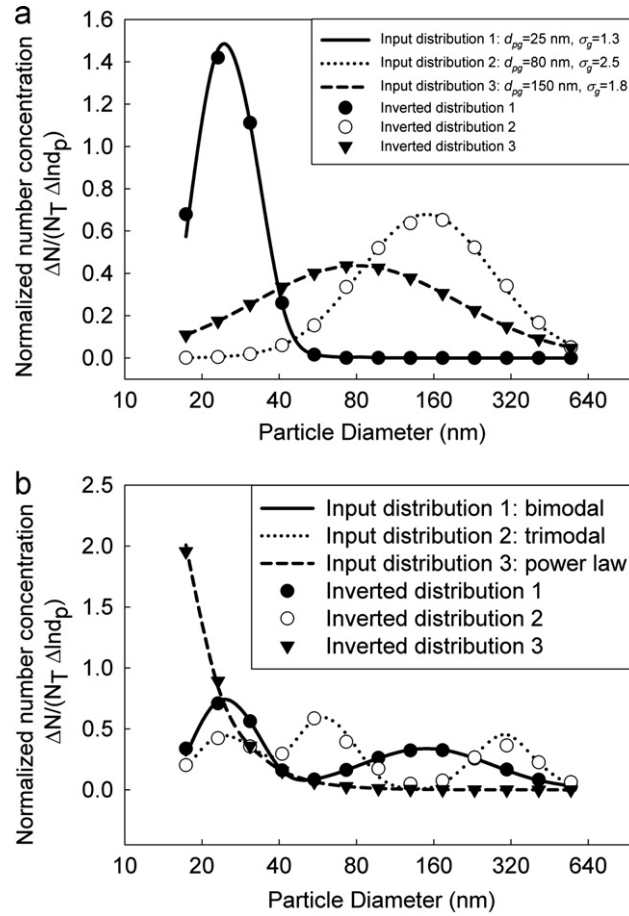 a
Normalized number concentration
ΔN/(N_T Δlnd_p)
1.6
1.4
1.2
1.0
0.8
0.6
0.4
0.2
0.0
Input distribution 1: d_pg=25 nm, σ_g=1.3
Input distribution 2: d_pg=80 nm, σ_g=2.5
Input distribution 3: d_pg=150 nm, σ_g=1.8
Inverted distribution 1
Inverted distribution 2
Inverted distribution 3
10 20 40 80 160 320 640
Particle Diameter (nm)
b
Normalized number concentration
ΔN/(N_T Δlnd_p)
2.5
2.0
1.5
1.0
0.5
0.0
Input distribution 1: bimodal
Input distribution 2: trimodal
Input distribution 3: power law
Inverted distribution 1
Inverted distribution 2
Inverted distribution 3
10 20 40 80 160 320 640
Particle Diameter (nm)